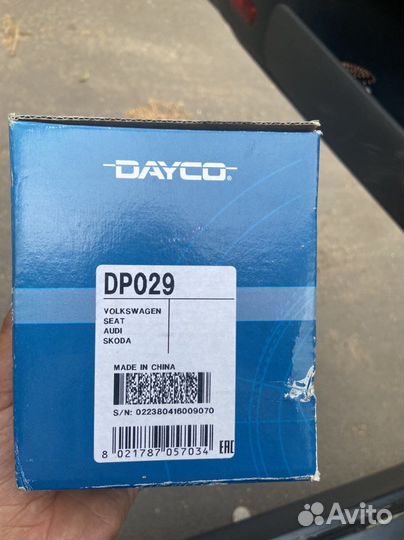 DAYCO®
DP029
VOLKSWAGEN
SEAT
AUDI
SKODA
MADE IN CHINA
S/N: 022380416009070
8 021787 057034
EAC
Avito